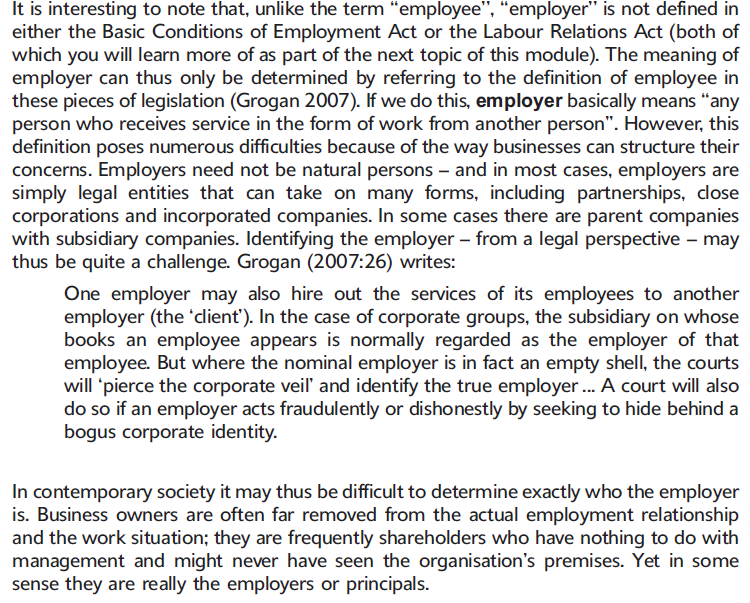 It is interesting to note that, unlike the term “employee”, “employer” is not defined in
either the Basic Conditions of Employment Act or the Labour Relations Act (both of
which you will learn more of as part of the next topic of this module). The meaning of
employer can thus only be determined by referring to the definition of employee in
these pieces of legislation (Grogan 2007). If we do this, employer basically means “any
person who receives service in the form of work from another person”. However, this
definition poses numerous difficulties because of the way businesses can structure their
concerns. Employers need not be natural persons – and in most cases, employers are
simply legal entities that can take on many forms, including partnerships, close
corporations and incorporated companies. In some cases there are parent companies
with subsidiary companies. Identifying the employer – from a legal perspective – may
thus be quite a challenge. Grogan (2007:26) writes:
One employer may also hire out the services of its employees to another
employer (the ‘client’). In the case of corporate groups, the subsidiary on whose
books an employee appears is normally regarded as the employer of that
employee. But where the nominal employer is in fact an empty shell, the courts
will ‘pierce the corporate veil’ and identify the true employer ... A court will also
do so if an employer acts fraudulently or dishonestly by seeking to hide behind a
bogus corporate identity.
In contemporary society it may thus be difficult to determine exactly who the employer
is. Business owners are often far removed from the actual employment relationship
and the work situation; they are frequently shareholders who have nothing to do with
management and might never have seen the organisation’s premises. Yet in some
sense they are really the employers or principals.